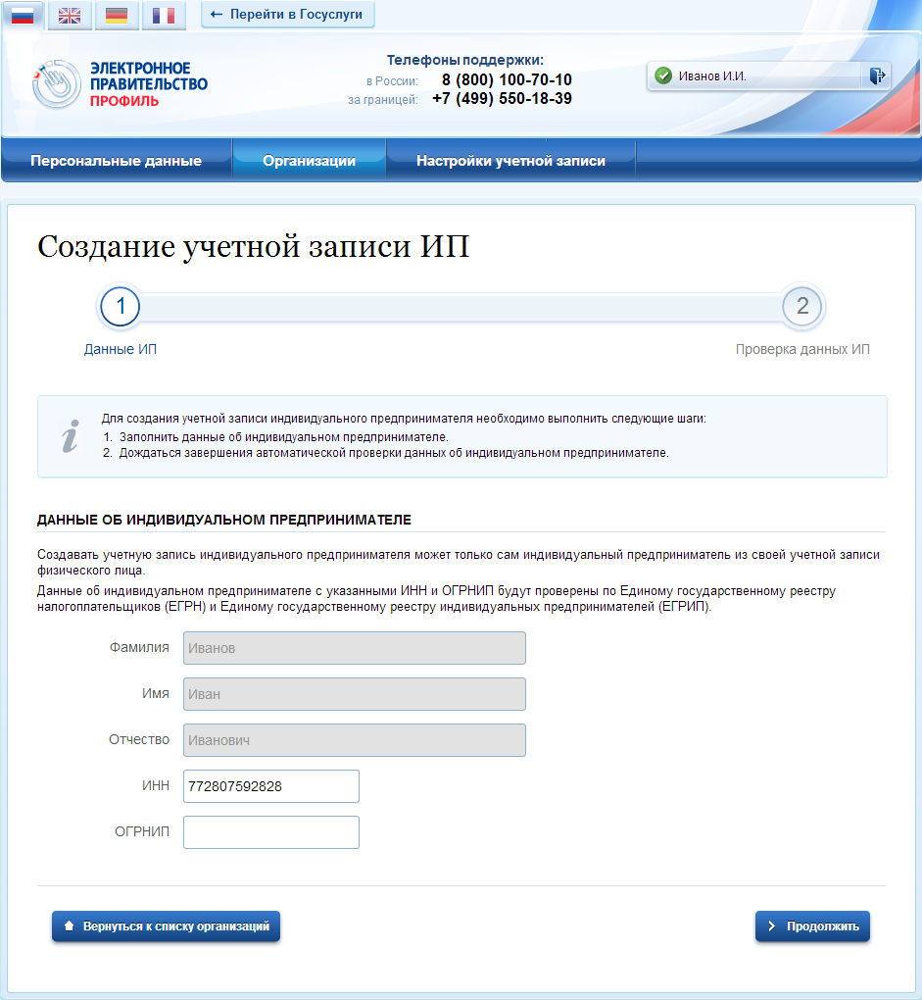 ← Перейти в Госуслуги
ЭЛЕКТРОННОЕ
ПРАВИТЕЛЬСТВО
ПРОФИЛЬ
Телефоны поддержки:
в России: 8 (800) 100-70-10
за границей: +7 (499) 550-18-39
Иванов И.И.
Персональные данные Организации Настройки учетной записи
Создание учетной записи ИП
1 2
Данные ИП Проверка данных ИП
Для создания учетной записи индивидуального предпринимателя необходимо выполнить следующие шаги:
1. Заполнить данные об индивидуальном предпринимателе.
2. Дождаться завершения автоматической проверки данных об индивидуальном предпринимателе.
ДАННЫЕ ОБ ИНДИВИДУАЛЬНОМ ПРЕДПРИНИМАТЕЛЕ
Создавать учетную запись индивидуального предпринимателя может только сам индивидуальный предприниматель из своей учетной записи
физического лица.
Данные об индивидуальном предпринимателе с указанными ИНН и ОГРНИП будут проверены по Единому государственному реестру
налогоплательщиков (ЕГРН) и Единому государственному реестру индивидуальных предпринимателей (ЕГРИП).
Фамилия Иванов
Имя Иван
Отчество Иванович
ИНН 772807592828
ОГРНИП
Вернуться к списку организаций Продолжить